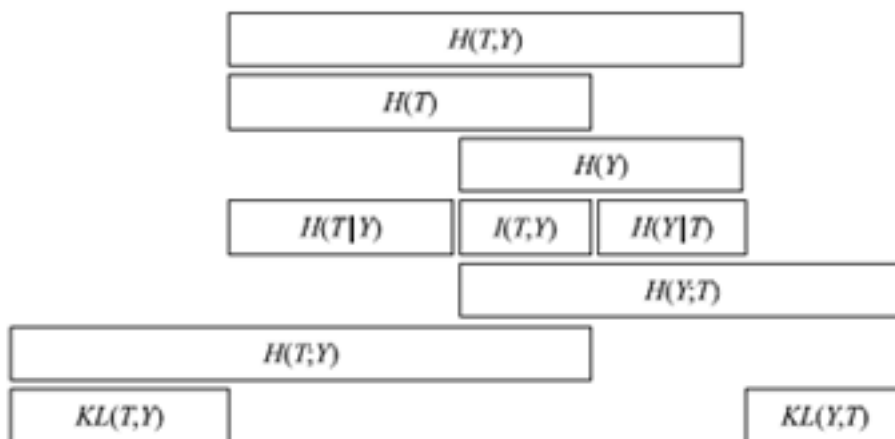 H(T,Y)
H(T)
H(Y)
H(T|Y) I(T,Y) H(Y|T)
H(Y;T)
H(T;Y)
KL(T,Y) KL(Y,T)